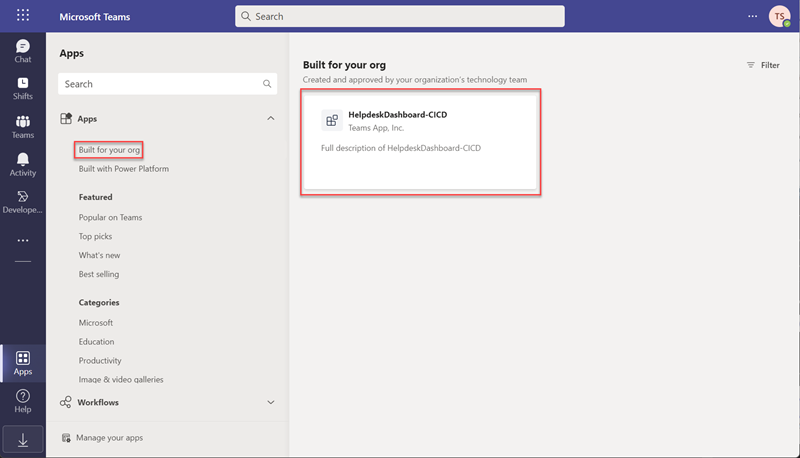 Microsoft Teams
Search
TS
Chat
Shifts
Teams
Activity
Develope...
Apps
Help
Apps
Search
Apps
Built for your org
Built with Power Platform
Featured
Popular on Teams
Top picks
What's new
Best selling
Categories
Microsoft
Education
Productivity
Image & video galleries
Workflows
Manage your apps
Built for your org
Filter
Created and approved by your organization's technology team
HelpdeskDashboard-CICD
Teams App, Inc.
Full description of HelpdeskDashboard-CICD